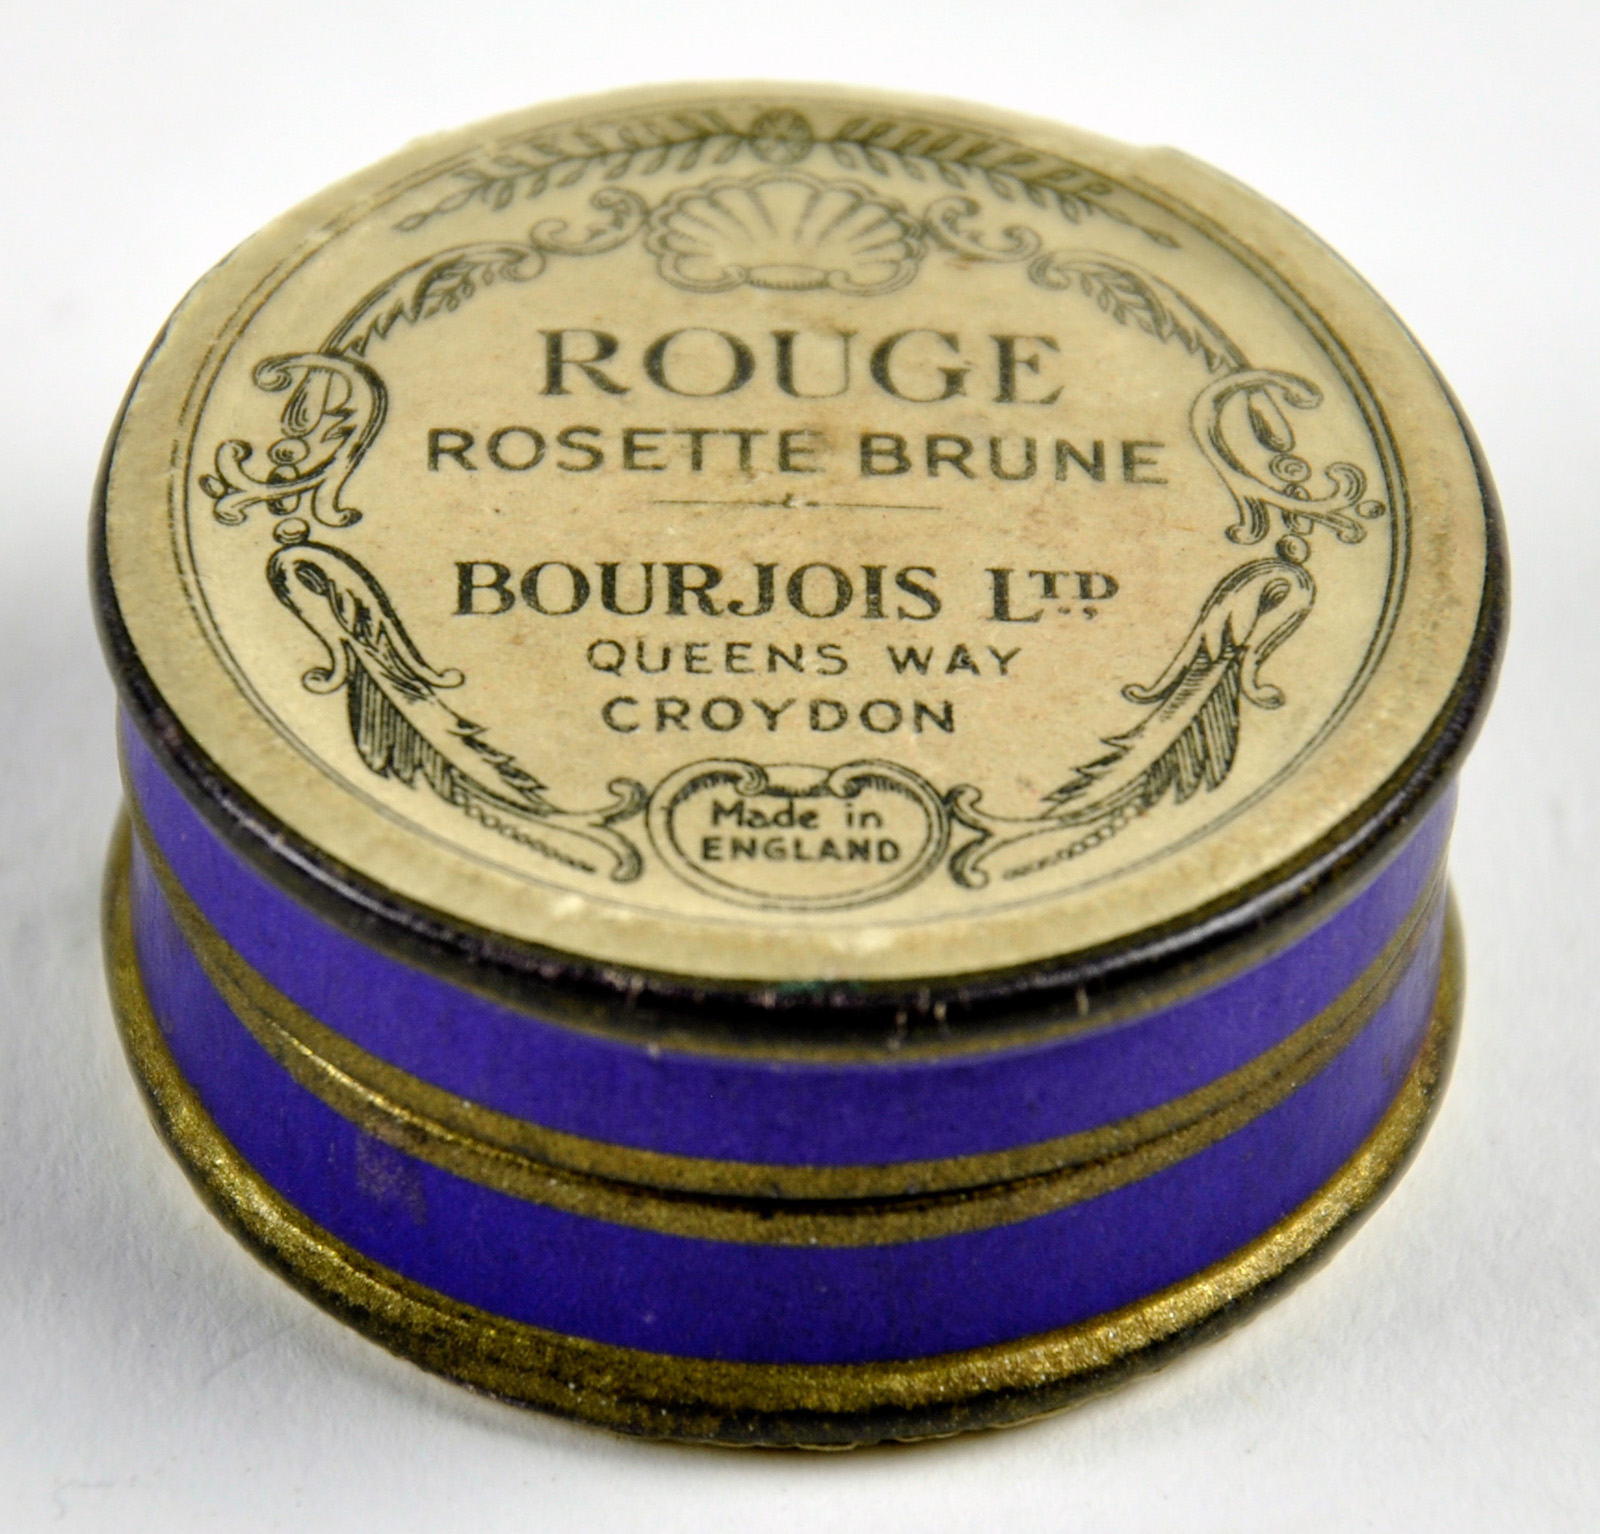 ROUGE
ROSETTE BRUNE
BOURJOIS LTD,
QUEENS WAY
CROYDON
Made in
ENGLAND